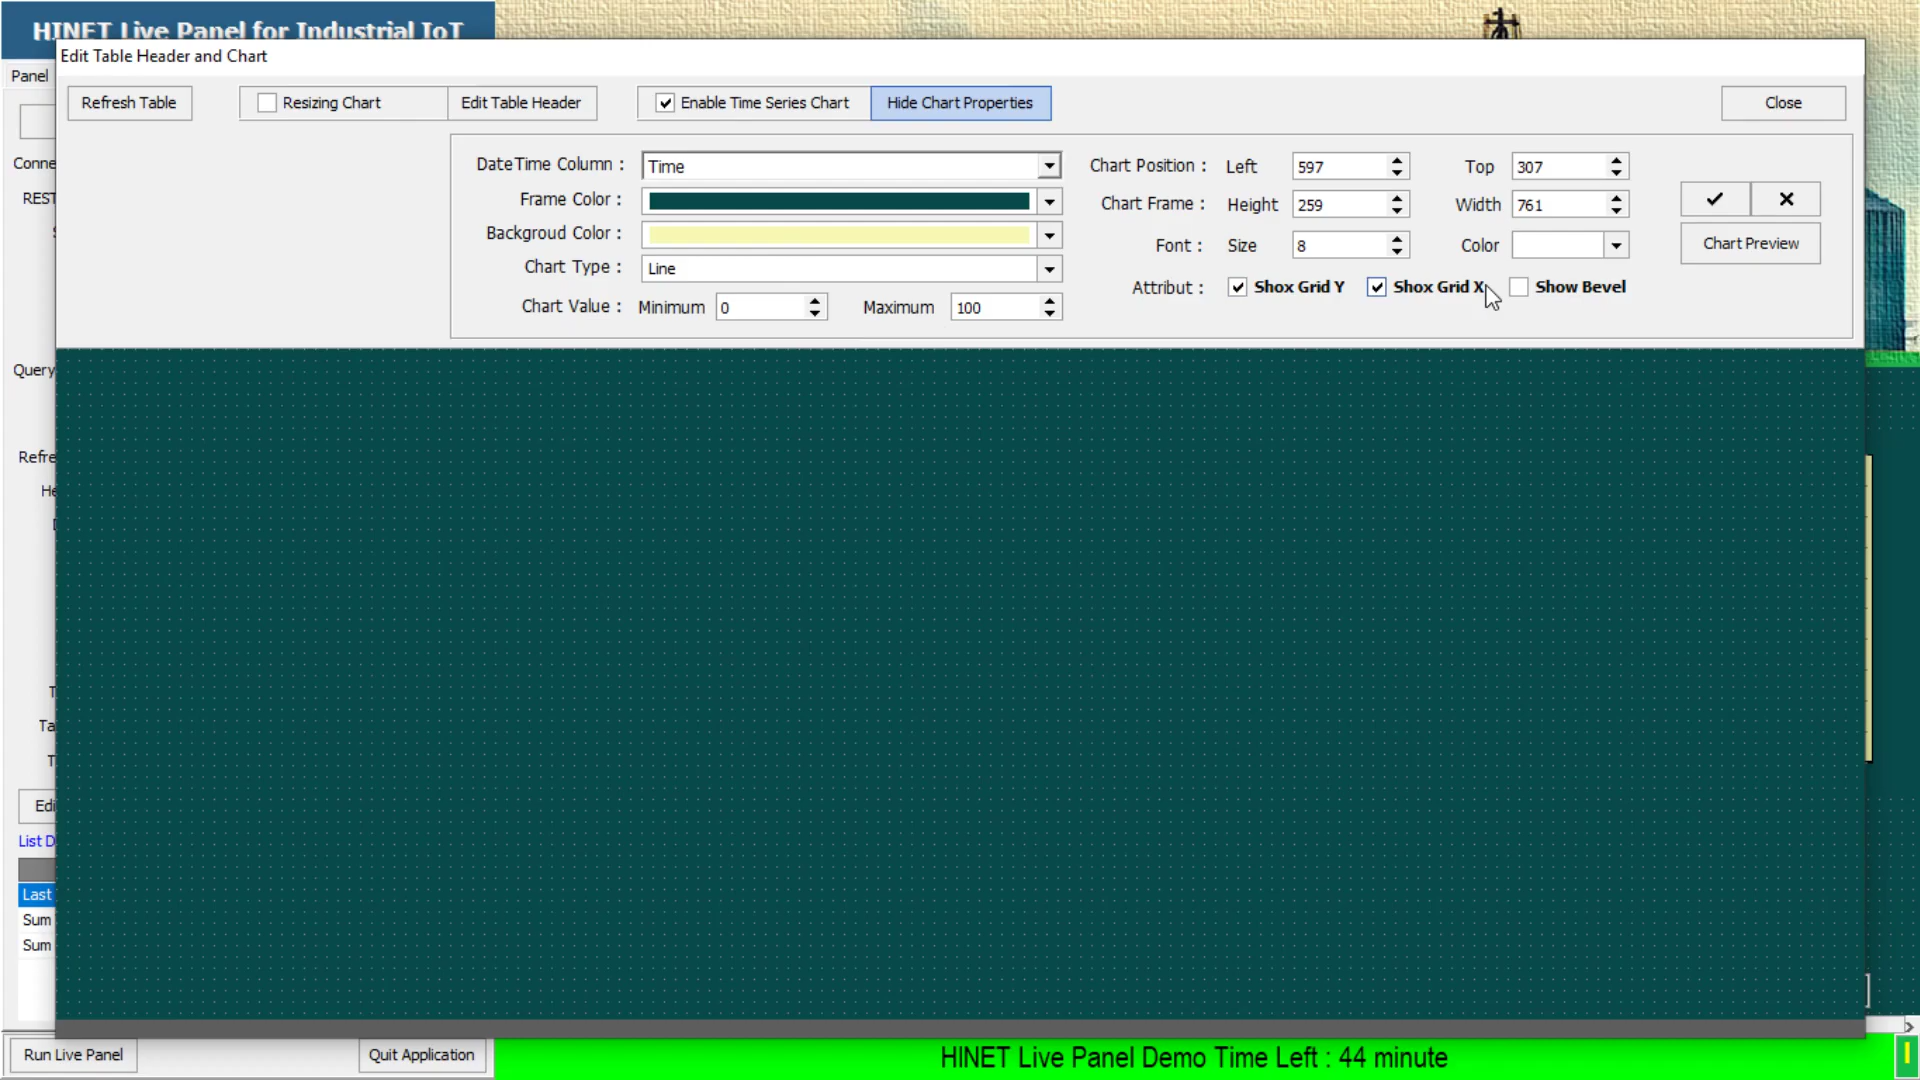 HINET Live Panel for Industrial IoT
Edit Table Header and Chart
Panel
Refresh Table
Resizing Chart
Edit Table Header
Enable Time Series Chart
Hide Chart Properties
Close
Conne
REST
DateTime Column :
Time
Frame Color :
Backgroud Color :
Chart Type :
Line
Chart Value :
Minimum
0
Maximum
100
Chart Position :
Left
597
Top
307
Chart Frame :
Height
259
Width
761
Font :
Size
8
Color
Chart Preview
Attribut :
Shox Grid Y
Shox Grid X
Show Bevel
Query
Refre
He
Ta
Edi
List D
Last
Sum
Sum
Run Live Panel
Quit Application
HINET Live Panel Demo Time Left : 44 minute